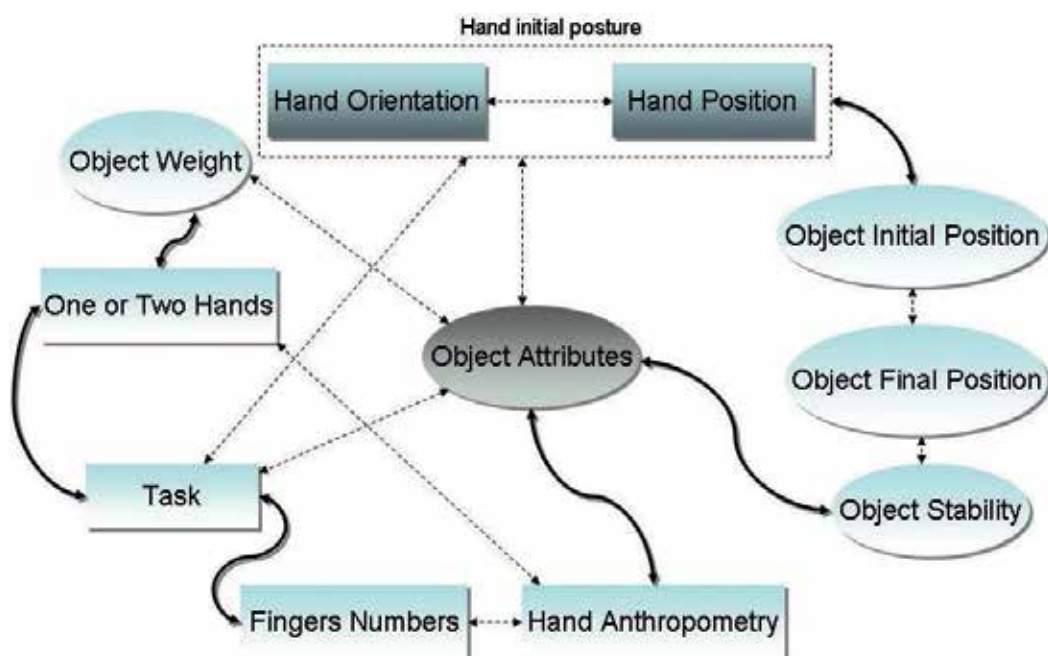 Hand initial posture
Hand Orientation
Hand Position
Object Weight
Object Initial Position
One or Two Hands
Object Attributes
Object Final Position
Task
Object Stability
Fingers Numbers
Hand Anthropometry